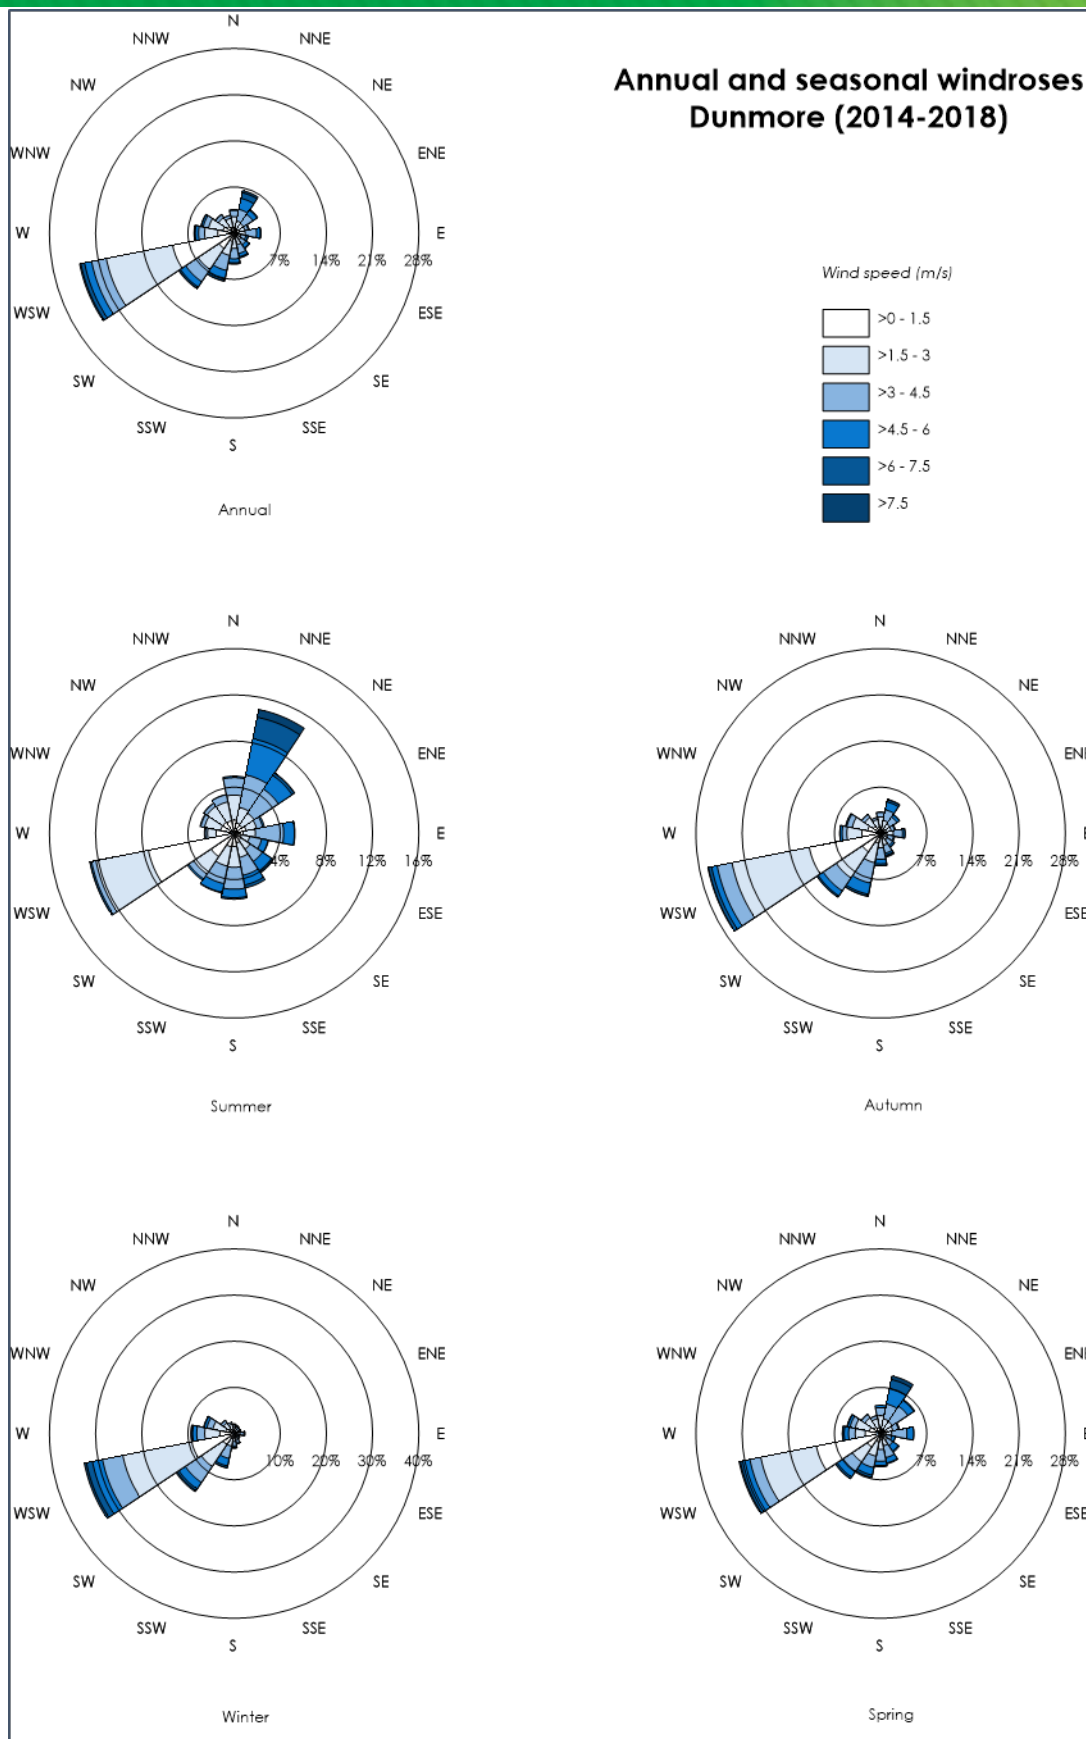 Annual and seasonal windroses
Dunmore (2014-2018)
N
NNW
NNE
NW
NE
WNW
ENE
W
E
7%
14%
21%
28%
WSW
ESE
SW
SE
SSW
SSE
S
Annual
Wind speed (m/s)
>0 - 1.5
>1.5 - 3
>3 - 4.5
>4.5 - 6
>6 - 7.5
>7.5
N
NNW
NNE
NW
NE
WNW
ENE
W
E
4%
8%
12%
16%
WSW
ESE
SW
SE
SSW
SSE
S
Summer
N
NNW
NNE
NW
NE
WNW
ENE
W
E
7%
14%
21%
28%
WSW
ESE
SW
SE
SSW
SSE
S
Autumn
N
NNW
NNE
NW
NE
WNW
ENE
W
E
10%
20%
30%
40%
WSW
ESE
SW
SE
SSW
SSE
S
Winter
N
NNW
NNE
NW
NE
WNW
ENE
W
E
7%
14%
21%
28%
WSW
ESE
SW
SE
SSW
SSE
S
Spring